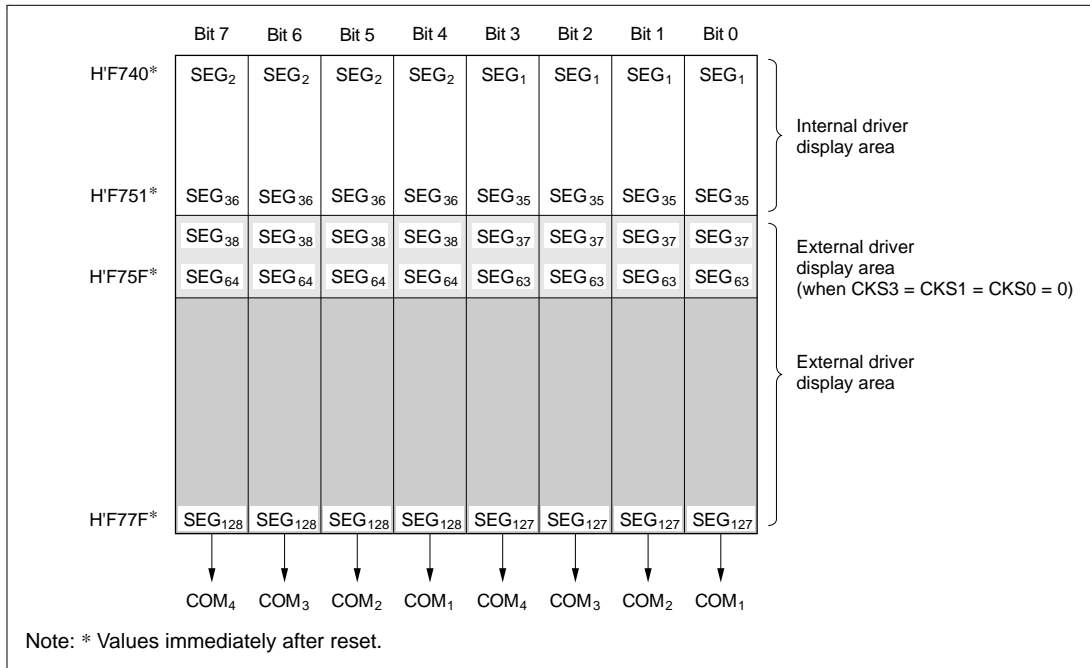 Bit 7 Bit 6 Bit 5 Bit 4 Bit 3 Bit 2 Bit 1 Bit 0
H'F740* SEG₂ SEG₂ SEG₂ SEG₂ SEG₁ SEG₁ SEG₁ SEG₁
Internal driver
display area
H'F751* SEG₃₆ SEG₃₆ SEG₃₆ SEG₃₆ SEG₃₅ SEG₃₅ SEG₃₅ SEG₃₅
SEG₃₈ SEG₃₈ SEG₃₈ SEG₃₈ SEG₃₇ SEG₃₇ SEG₃₇ SEG₃₇
H'F75F* SEG₆₄ SEG₆₄ SEG₆₄ SEG₆₄ SEG₆₃ SEG₆₃ SEG₆₃ SEG₆₃
External driver
display area
(when CKS3 = CKS1 = CKS0 = 0)
External driver
display area
H'F77F* SEG₁₂₈ SEG₁₂₈ SEG₁₂₈ SEG₁₂₈ SEG₁₂₇ SEG₁₂₇ SEG₁₂₇ SEG₁₂₇
COM₄ COM₃ COM₂ COM₁ COM₄ COM₃ COM₂ COM₁
Note: * Values immediately after reset.